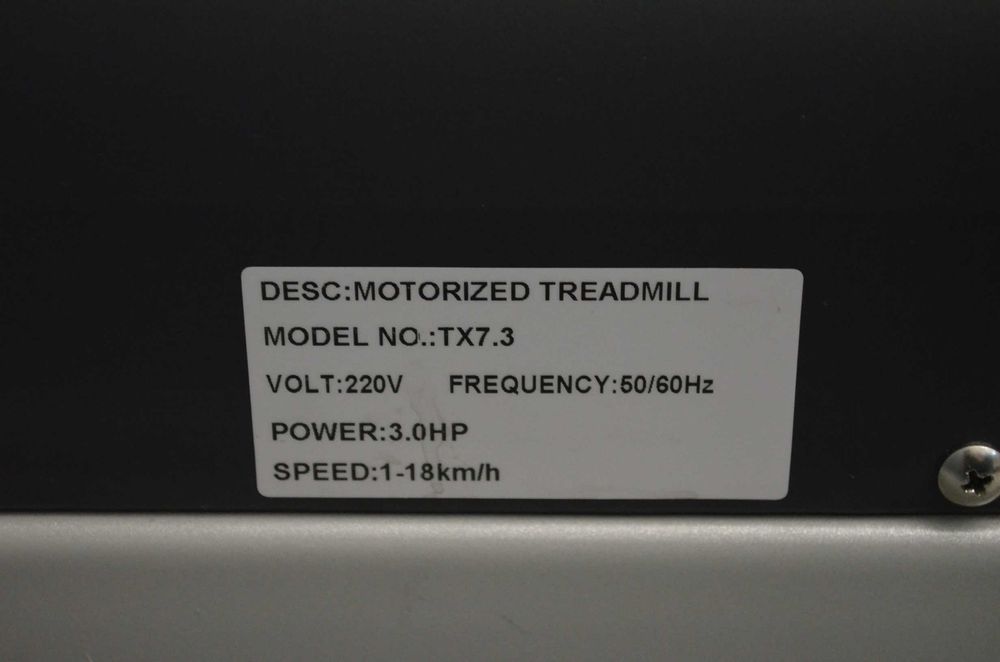 DESC:MOTORIZED TREADMILL
MODEL NO.:TX7.3
VOLT:220V FREQUENCY:50/60Hz
POWER:3.0HP
SPEED:1-18km/h